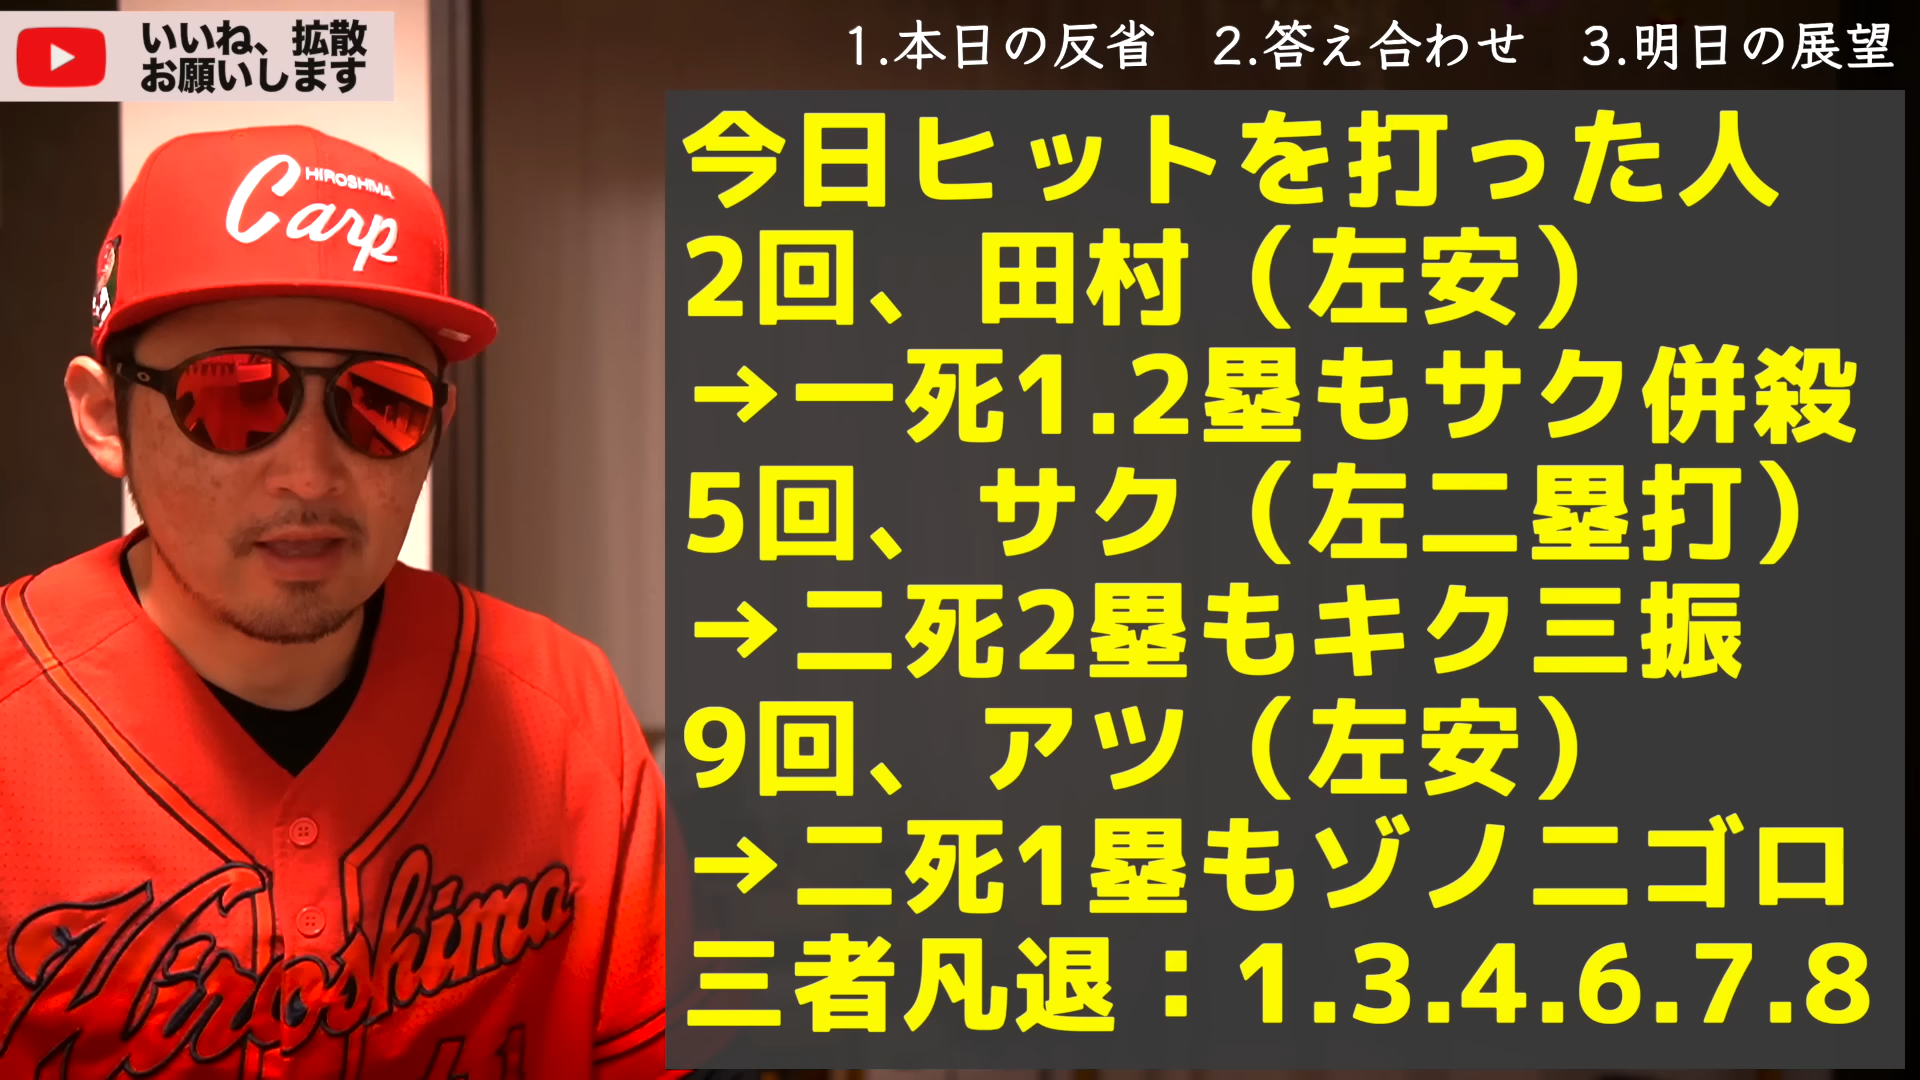 いいね、拡散
お願いします
1.本日の反省　2.答え合わせ　3.明日の展望
今日ヒットを打った人
2回、田村（左安）
→一死1.2塁もサク併殺
5回、サク（左二塁打）
→二死2塁もキク三振
9回、アツ（左安）
→二死1塁もゾノ二ゴロ
三者凡退：1.3.4.6.7.8
HIROSHIMA
Carp
Hiroshima